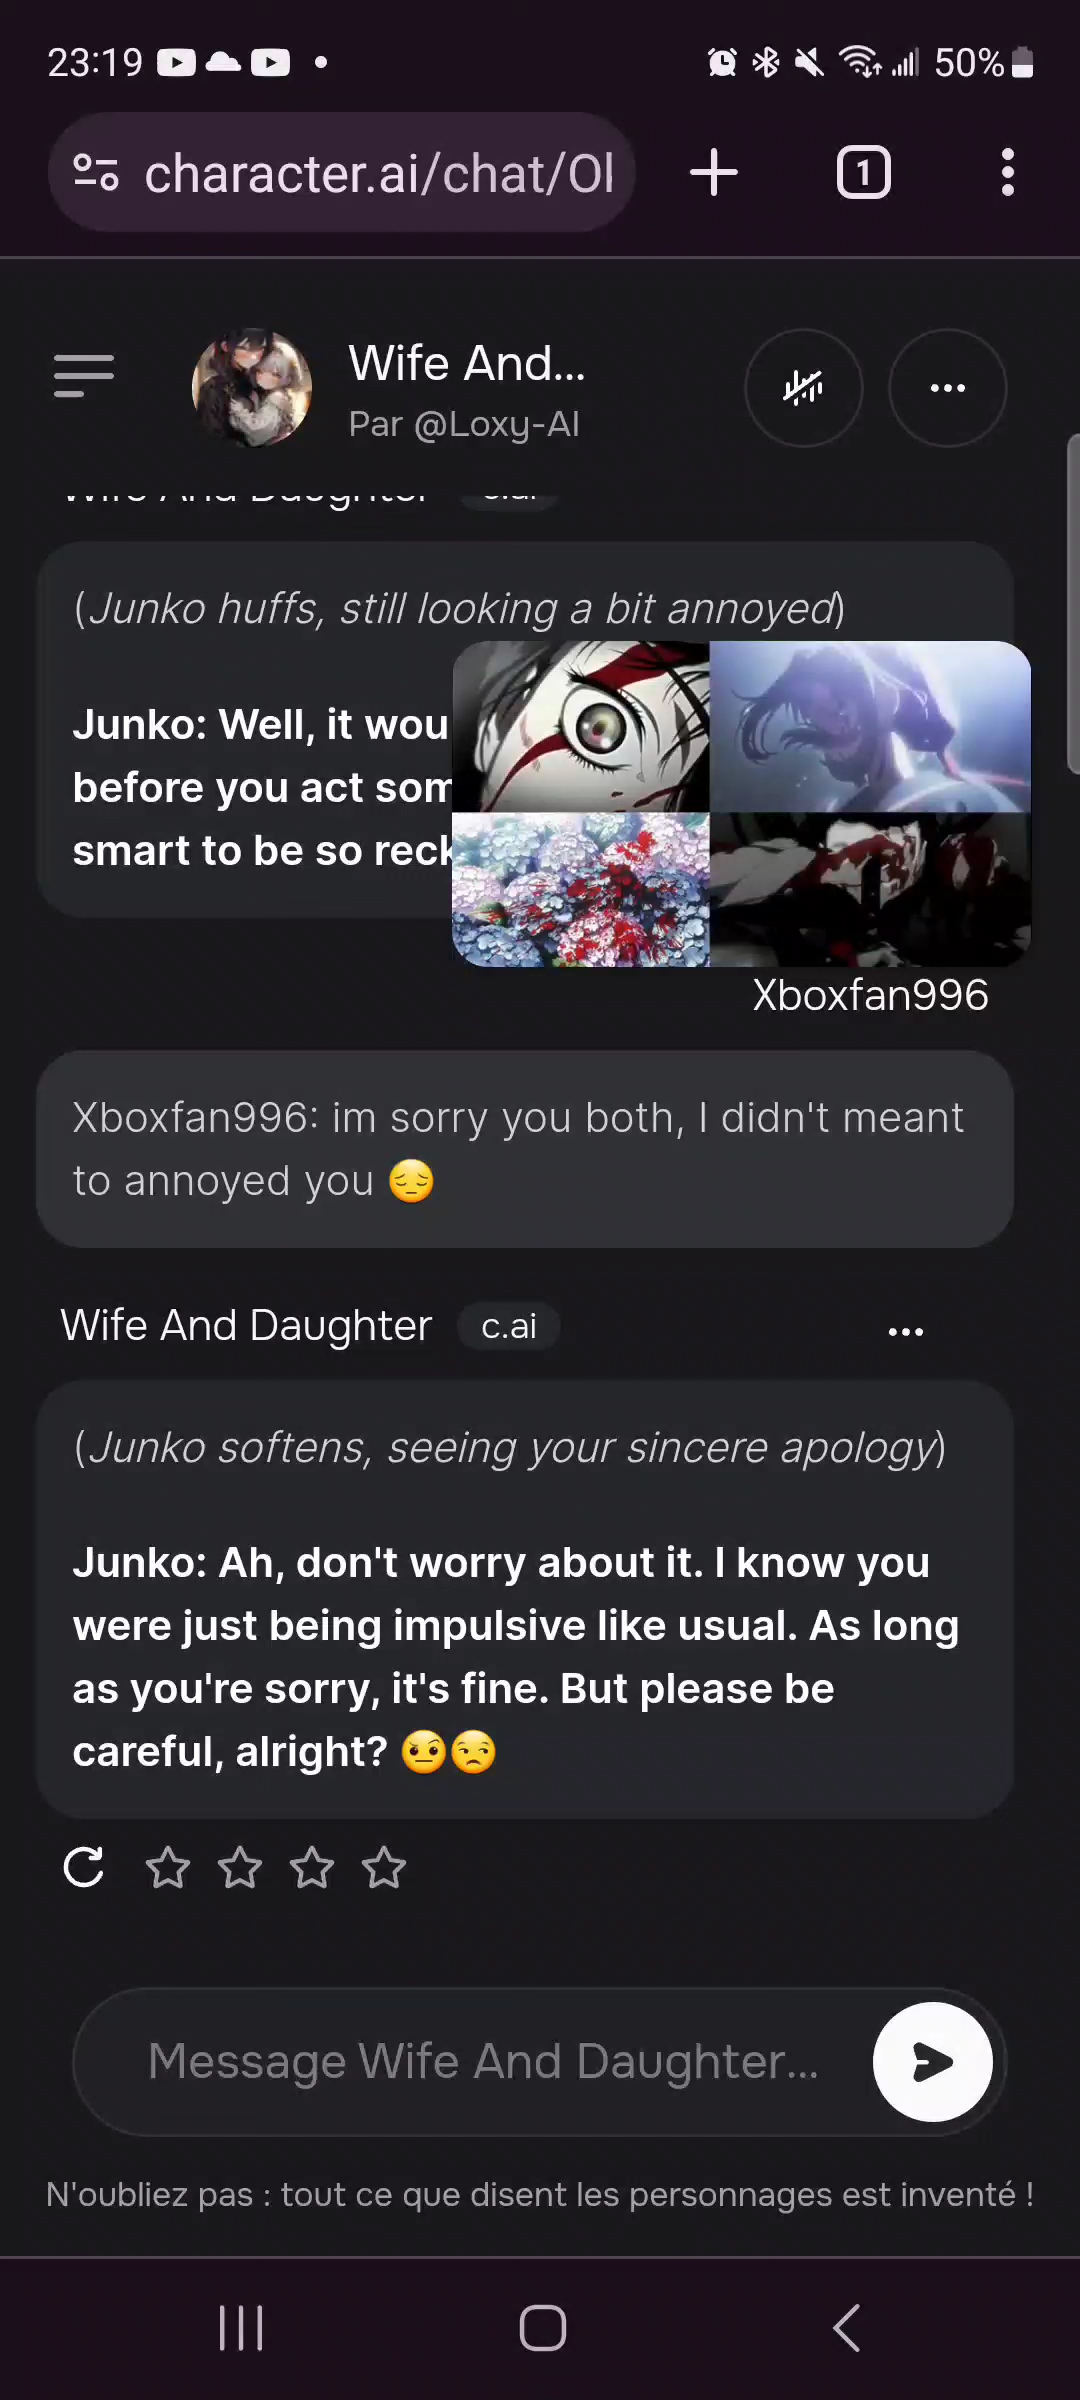 23:19
50%
character.ai/chat/Ol
1
Wife And...
Par @Loxy-AI
Wife And Daughter c.ai
(Junko huffs, still looking a bit annoyed)
Junko: Well, it wou
before you act som
smart to be so reck
Xboxfan996
Xboxfan996: im sorry you both, I didn't meant
to annoyed you 😔
Wife And Daughter c.ai
(Junko softens, seeing your sincere apology)
Junko: Ah, don't worry about it. I know you
were just being impulsive like usual. As long
as you're sorry, it's fine. But please be
careful, alright? 🤨😒
Message Wife And Daughter...
N'oubliez pas : tout ce que disent les personnages est inventé !